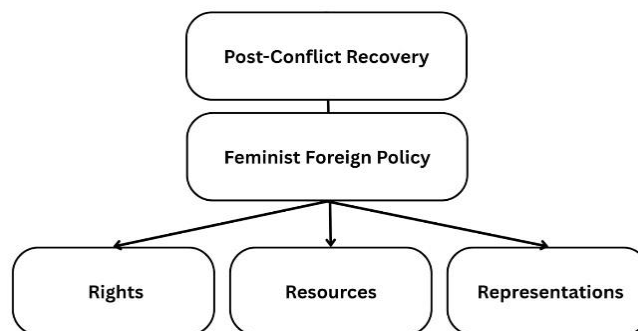 Post-Conflict Recovery
Feminist Foreign Policy
Rights
Resources
Representations